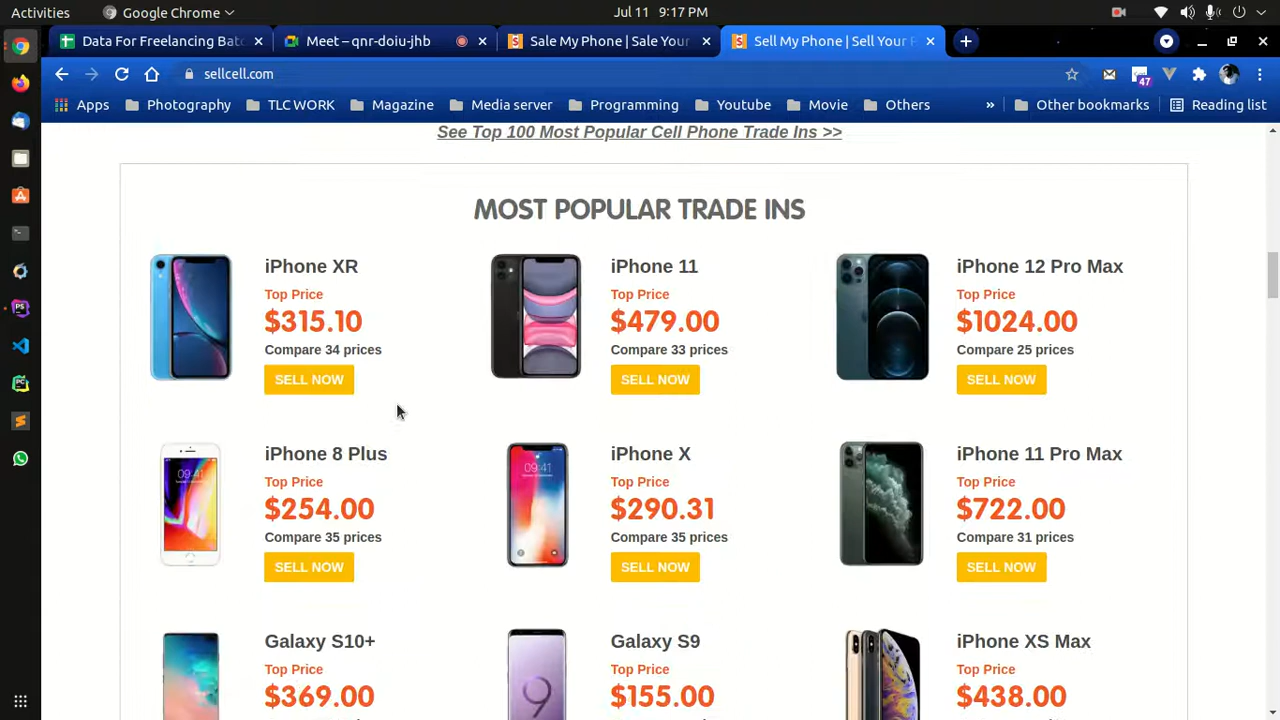 Activities
Google Chrome
Jul 11 9:17 PM
Data For Freelancing Bato
Meet – qnr-doiu-jhb
Sale My Phone | Sale Your
Sell My Phone | Sell Your P
sellcell.com
47
Apps
Photography
TLC WORK
Magazine
Media server
Programming
Youtube
Movie
Others
»
Other bookmarks
Reading list
See Top 100 Most Popular Cell Phone Trade Ins >>
MOST POPULAR TRADE INS
iPhone XR
Top Price
$315.10
Compare 34 prices
SELL NOW
iPhone 11
Top Price
$479.00
Compare 33 prices
SELL NOW
iPhone 12 Pro Max
Top Price
$1024.00
Compare 25 prices
SELL NOW
09:41
iPhone 8 Plus
Top Price
$254.00
Compare 35 prices
SELL NOW
09:41
iPhone X
Top Price
$290.31
Compare 35 prices
SELL NOW
iPhone 11 Pro Max
Top Price
$722.00
Compare 31 prices
SELL NOW
Galaxy S10+
Top Price
$369.00
9
Galaxy S9
Top Price
$155.00
iPhone XS Max
Top Price
$438.00